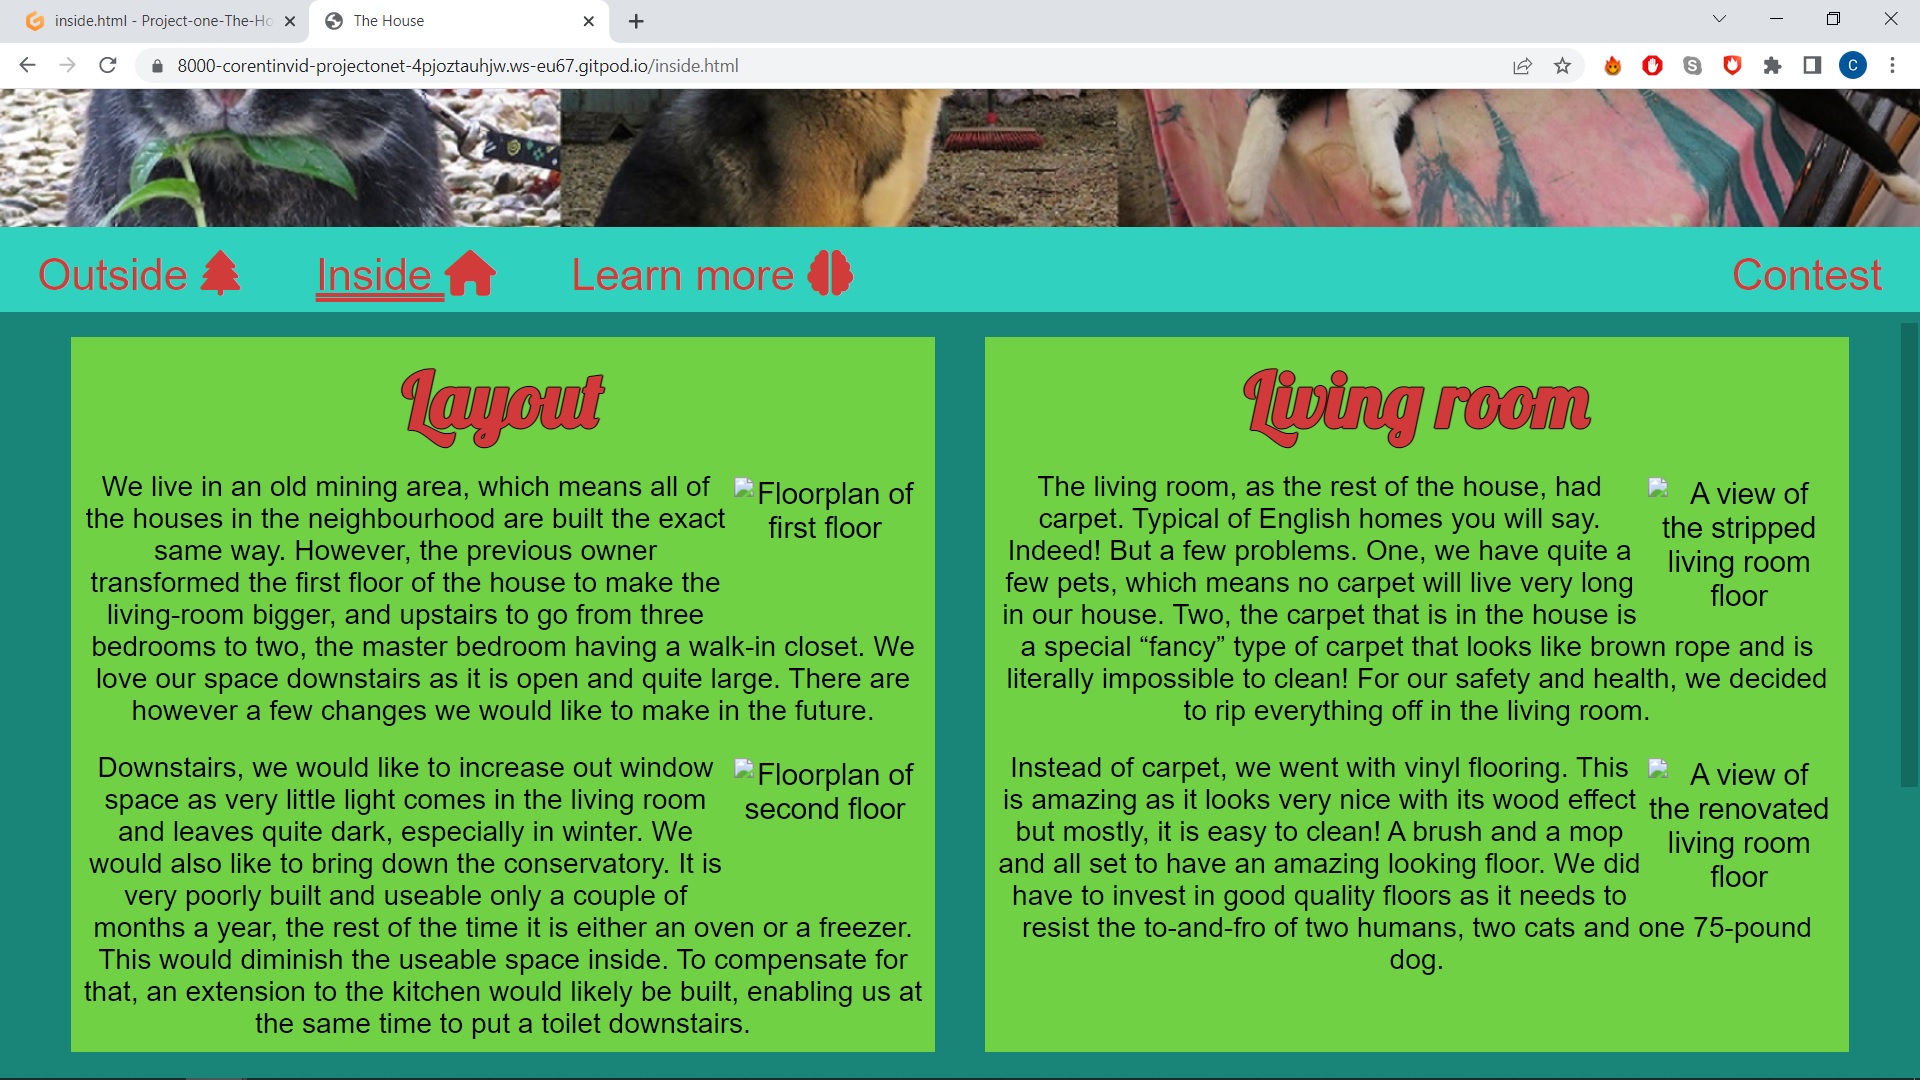 inside.html - Project-one-The-Ho
The House
8000-corentinvid-projectonet-4pjoztauhjw.ws-eu67.gitpod.io/inside.html
C
Outside
Inside
Learn more
Contest
Layout
We live in an old mining area, which means all of
the houses in the neighbourhood are built the exact
same way. However, the previous owner
transformed the first floor of the house to make the
living-room bigger, and upstairs to go from three
bedrooms to two, the master bedroom having a walk-in closet. We
love our space downstairs as it is open and quite large. There are
however a few changes we would like to make in the future.
Floorplan of
first floor
Downstairs, we would like to increase out window
space as very little light comes in the living room
and leaves quite dark, especially in winter. We
would also like to bring down the conservatory. It is
very poorly built and useable only a couple of
months a year, the rest of the time it is either an oven or a freezer.
This would diminish the useable space inside. To compensate for
that, an extension to the kitchen would likely be built, enabling us at
the same time to put a toilet downstairs.
Floorplan of
second floor
Living room
The living room, as the rest of the house, had
carpet. Typical of English homes you will say.
Indeed! But a few problems. One, we have quite a
few pets, which means no carpet will live very long
in our house. Two, the carpet that is in the house is
a special “fancy” type of carpet that looks like brown rope and is
literally impossible to clean! For our safety and health, we decided
to rip everything off in the living room.
A view of
the stripped
living room
floor
Instead of carpet, we went with vinyl flooring. This
is amazing as it looks very nice with its wood effect
but mostly, it is easy to clean! A brush and a mop
and all set to have an amazing looking floor. We did
have to invest in good quality floors as it needs to
resist the to-and-fro of two humans, two cats and one 75-pound
dog.
A view of
the renovated
living room
floor